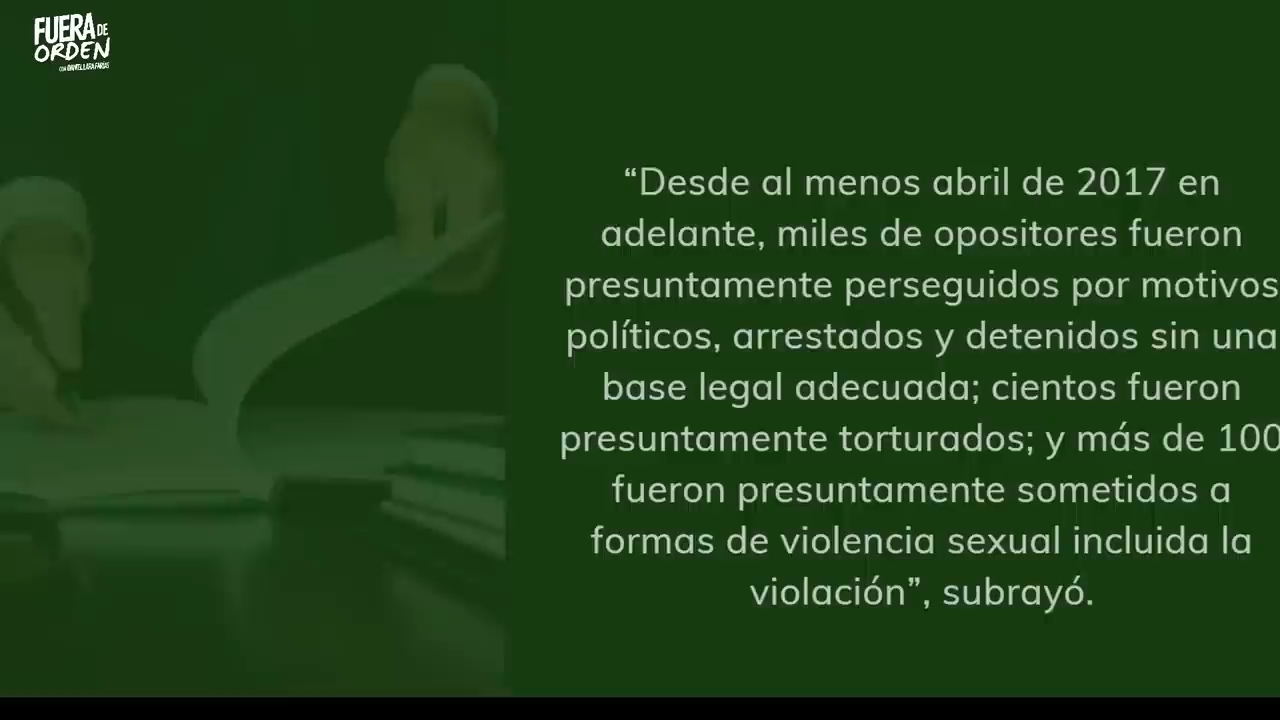 FUERA DE
ORDEN
“Desde al menos abril de 2017 en
adelante, miles de opositores fueron
presuntamente perseguidos por motivos
políticos, arrestados y detenidos sin una
base legal adecuada; cientos fueron
presuntamente torturados; y más de 100
fueron presuntamente sometidos a
formas de violencia sexual incluida la
violación”, subrayó.